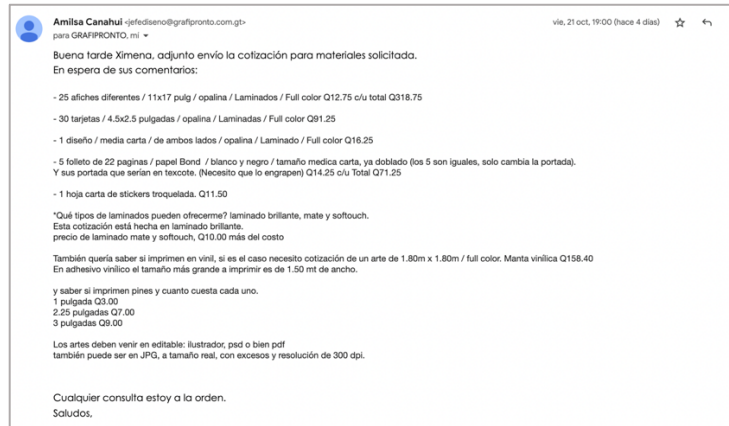 Amilsa Canahui <jefediseno@grafipronto.com.gt>
vie, 21 oct, 19:00 (hace 4 días)
para GRAFIPRONTO, mí
Buena tarde Ximena, adjunto envío la cotización para materiales solicitada.
En espera de sus comentarios:
- 25 afiches diferentes / 11x17 pulg / opalina / Laminados / Full color Q12.75 c/u total Q318.75
- 30 tarjetas / 4.5x2.5 pulgadas / opalina / Laminadas / Full color Q91.25
- 1 diseño / media carta / de ambos lados / opalina / Laminado / Full color Q16.25
- 5 folleto de 22 paginas / papel Bond / blanco y negro / tamaño medica carta, ya doblado (los 5 son iguales, solo cambia la portada).
Y sus portada que serían en texcote. (Necesito que lo engrapen) Q14.25 c/u Total Q71.25
- 1 hoja carta de stickers troquelada. Q11.50
*Qué tipos de laminados pueden ofrecerme? laminado brillante, mate y softouch.
Esta cotización está hecha en laminado brillante.
precio de laminado mate y softouch, Q10.00 más del costo
También quería saber si imprimen en vinil, si es el caso necesito cotización de un arte de 1.80m x 1.80m / full color. Manta vinílica Q158.40
En adhesivo vinílico el tamaño más grande a imprimir es de 1.50 mt de ancho.
y saber si imprimen pines y cuanto cuesta cada uno.
1 pulgada Q3.00
2.25 pulgadas Q7.00
3 pulgadas Q9.00
Los artes deben venir en editable: ilustrador, psd o bien pdf
también puede ser en JPG, a tamaño real, con excesos y resolución de 300 dpi.
Cualquier consulta estoy a la orden.
Saludos,